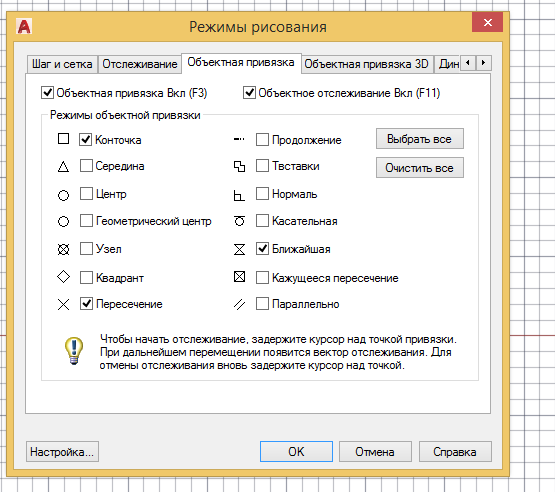 Режимы рисования
Шаг и сетка
Отслеживание
Объектная привязка
Объектная привязка 3D
Дин
Объектная привязка Вкл (F3)
Объектное отслеживание Вкл (F11)
Режимы объектной привязки
Конточка
Продолжение
Выбрать все
Середина
Твставки
Очистить все
Центр
Нормаль
Геометрический центр
Касательная
Узел
Ближайшая
Квадрант
Кажущееся пересечение
Пересечение
Параллельно
Чтобы начать отслеживание, задержите курсор над точкой привязки.
При дальнейшем перемещении появится вектор отслеживания. Для
отмены отслеживания вновь задержите курсор над точкой.
Настройка...
OK
Отмена
Справка